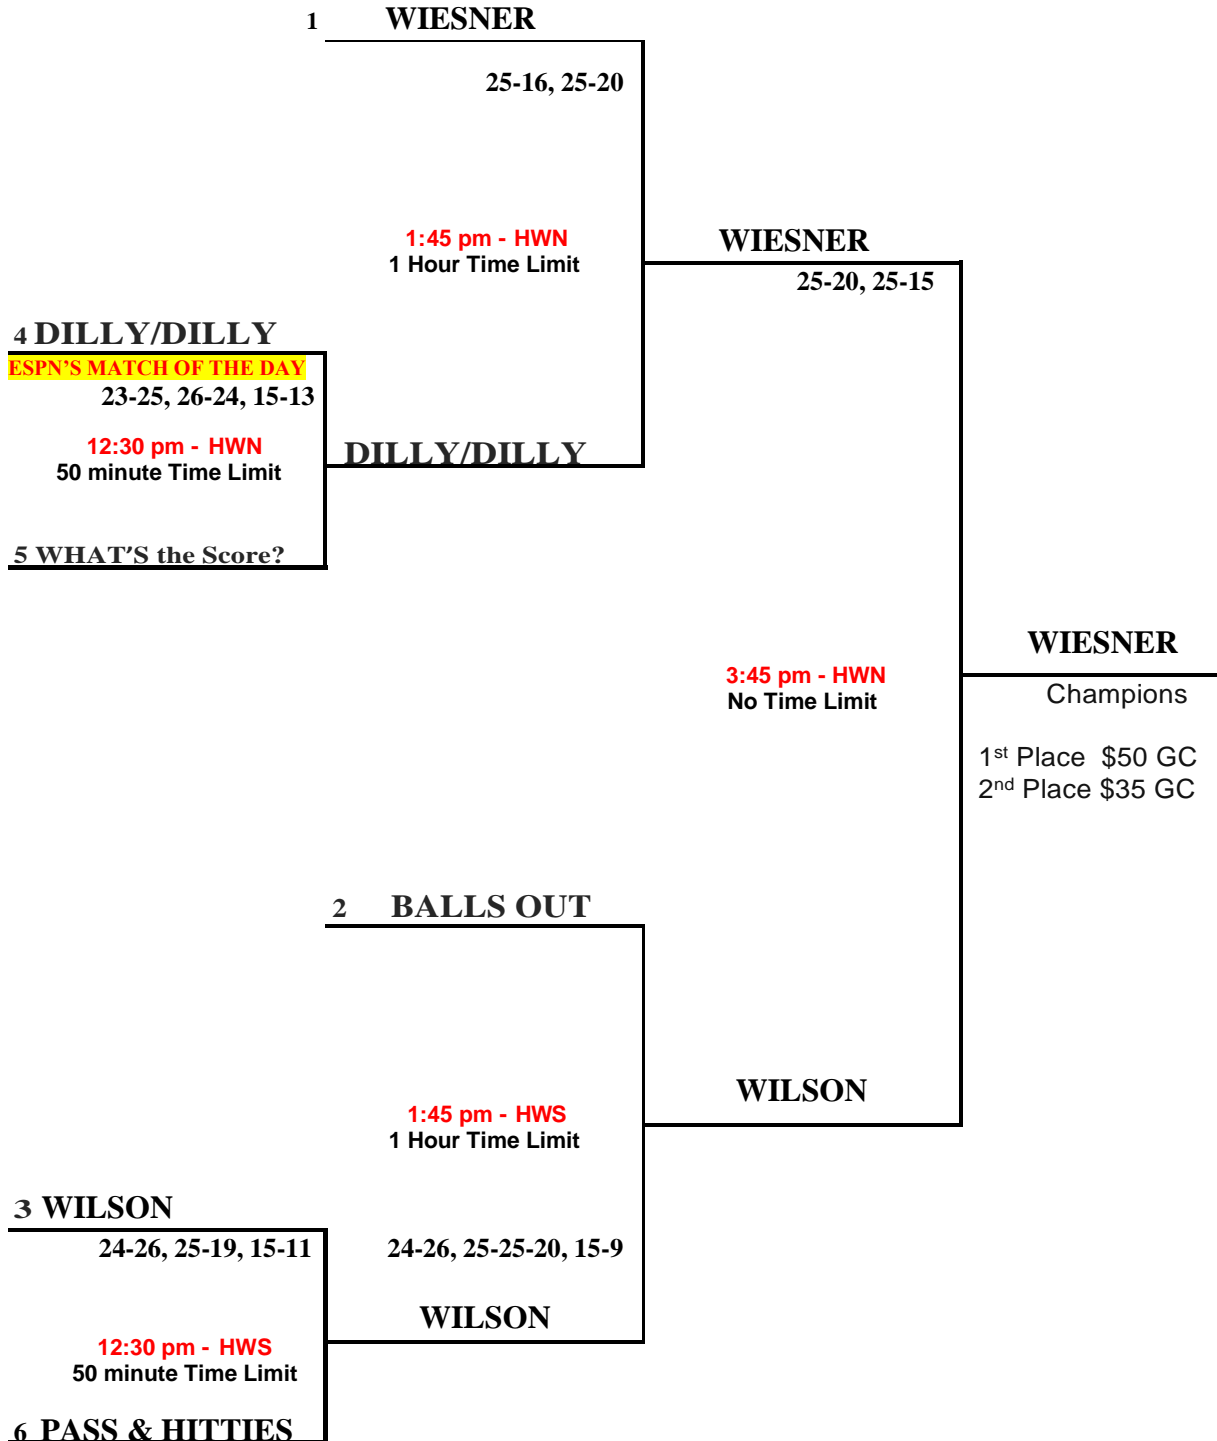 1 WIESNER
25-16, 25-20
1:45 pm - HWN
1 Hour Time Limit
WIESNER
25-20, 25-15
4 DILLY/DILLY
ESPN’S MATCH OF THE DAY
23-25, 26-24, 15-13
12:30 pm - HWN
50 minute Time Limit
DILLY/DILLY
5 WHAT’S the Score?
WIESNER
3:45 pm - HWN
No Time Limit
Champions
1st Place $50 GC
2nd Place $35 GC
2 BALLS OUT
WILSON
1:45 pm - HWS
1 Hour Time Limit
3 WILSON
24-26, 25-19, 15-11
24-26, 25-25-20, 15-9
WILSON
12:30 pm - HWS
50 minute Time Limit
6 PASS & HITTIES